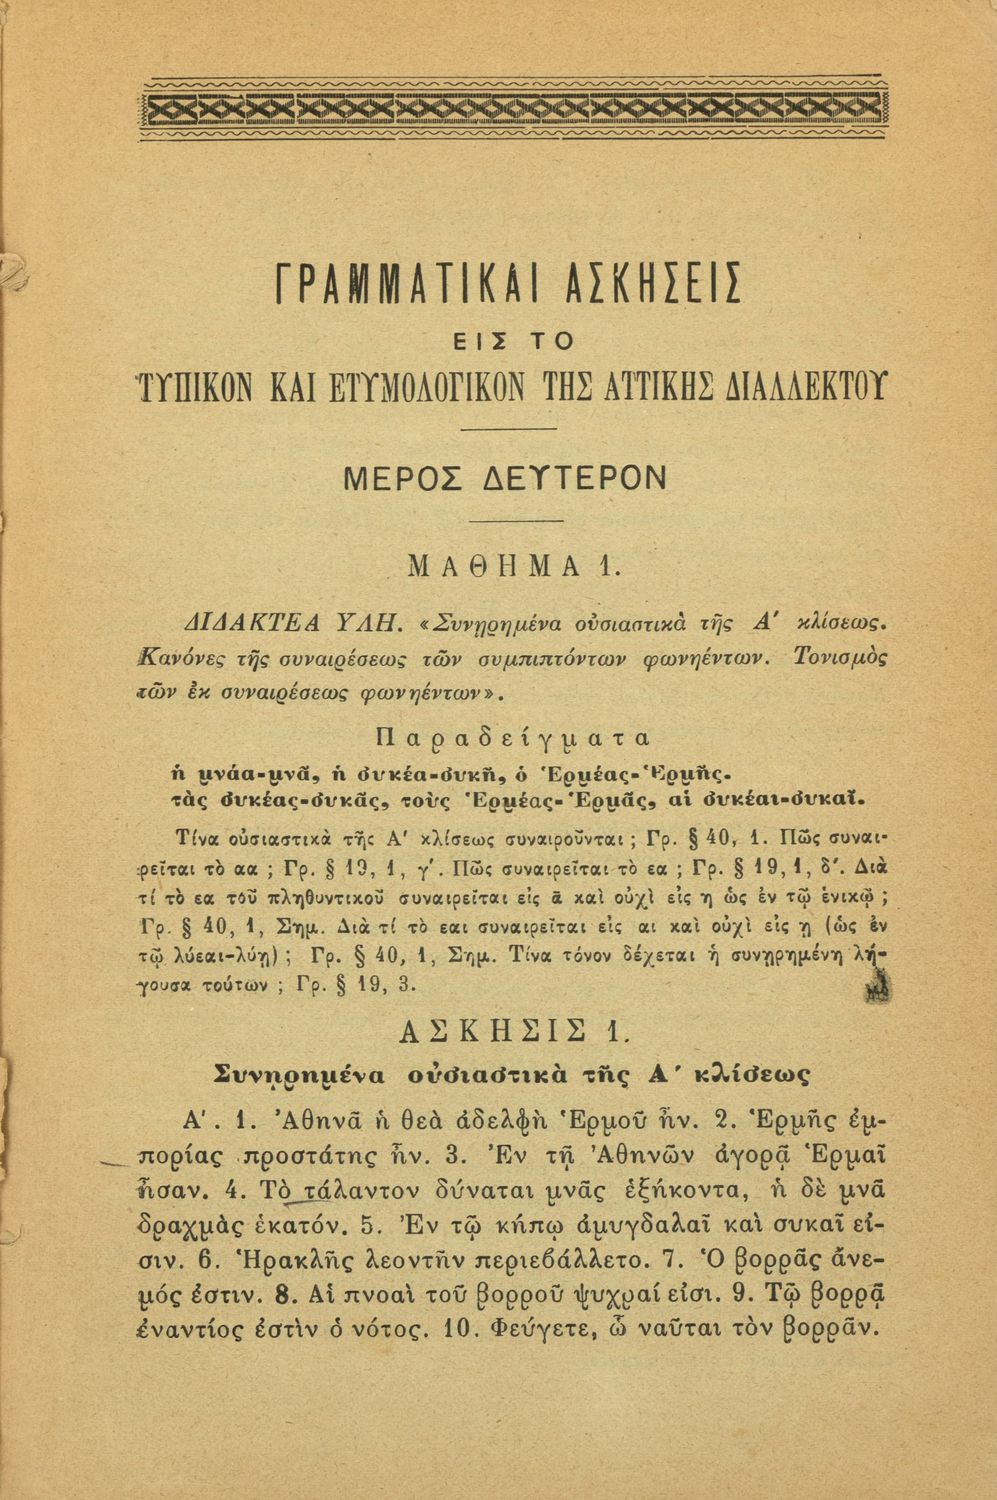 ΓΡΑΜΜΑΤΙΚΑΙ ΑΣΚΗΣΕΙΣ
ΕΙΣ ΤΟ
ΤΥΠΙΚΟΝ ΚΑΙ ΕΤΥΜΟΛΟΓΙΚΟΝ ΤΗΣ ΑΤΤΙΚΗΣ ΔΙΑΛΛΕΚΤΟΥ
ΜΕΡΟΣ ΔΕΥΤΕΡΟΝ
ΜΑΘΗΜΑ 1.
ΔΙΔΑΚΤΕΑ ΥΛΗ. «Συνῃρημένα οὐσιαστικὰ τῆς Α′ κλίσεως.
Κανόνες τῆς συναιρέσεως τῶν συμπιπτόντων φωνηέντων. Τονισμὸς
τῶν ἐκ συναιρέσεως φωνηέντων».
Παραδείγματα
ἡ μνάα-μνᾶ, ἡ συκέα-συκῆ, ὁ Ἑρμέας-Ἑρμῆς.
τὰς συκέας-συκᾶς, τοὺς Ἑρμέας-Ἑρμᾶς, αἱ συκέαι-συκαῖ.
Τίνα οὐσιαστικὰ τῆς Α′ κλίσεως συναιροῦνται ; Γρ. § 40, 1. Πῶς συναι-
ρεῖται τὸ αα ; Γρ. § 19, 1, γ′. Πῶς συναιρεῖται τὸ εα ; Γρ. § 19, 1, δ′. Διὰ
τί τὸ εα τοῦ πληθυντικοῦ συναιρεῖται εἰς ᾱ καὶ οὐχὶ εἰς η ὡς ἐν τῷ ἑνικῷ ;
Γρ. § 40, 1, Σημ. Διὰ τί τὸ εαι συναιρεῖται εἰς αι καὶ οὐχὶ εἰς ῃ (ὡς ἐν
τῷ λύεαι-λύῃ) ; Γρ. § 40, 1, Σημ. Τίνα τόνον δέχεται ἡ συνῃρημένη λή-
γουσα τούτων ; Γρ. § 19, 3.
ΑΣΚΗΣΙΣ 1.
Συνῃρημένα οὐσιαστικὰ τῆς Α′ κλίσεως
Α′. 1. Ἀθηνᾶ ἡ θεὰ ἀδελφὴ Ἑρμοῦ ἦν. 2. Ἑρμῆς ἐμ-
πορίας προστάτης ἦν. 3. Ἐν τῇ Ἀθηνῶν ἀγορᾷ Ἑρμαῖ
ἦσαν. 4. Τὸ τάλαντον δύναται μνᾶς ἑξήκοντα, ἡ δὲ μνᾶ
δραχμὰς ἑκατόν. 5. Ἐν τῷ κήπῳ ἀμυγδαλαῖ καὶ συκαῖ εἰ-
σιν. 6. Ἡρακλῆς λεοντῆν περιεβάλλετο. 7. Ὁ βορρᾶς ἄνε-
μός ἐστιν. 8. Αἱ πνοαὶ τοῦ βορροῦ ψυχραί εἰσι. 9. Τῷ βορρᾷ
ἐναντίος ἐστὶν ὁ νότος. 10. Φεύγετε, ὦ ναῦται τὸν βορρᾶν.